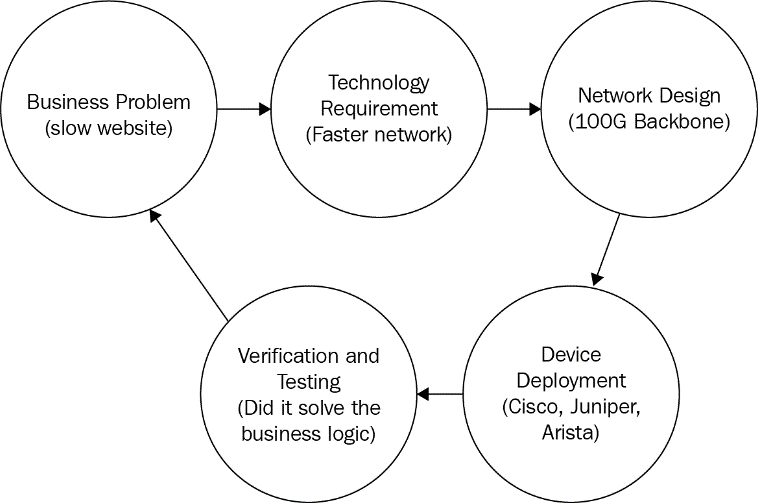 Business Problem
(slow website)
Technology
Requirement
(Faster network)
Network Design
(100G Backbone)
Device
Deployment
(Cisco, Juniper,
Arista)
Verification and
Testing
(Did it solve the
business logic)